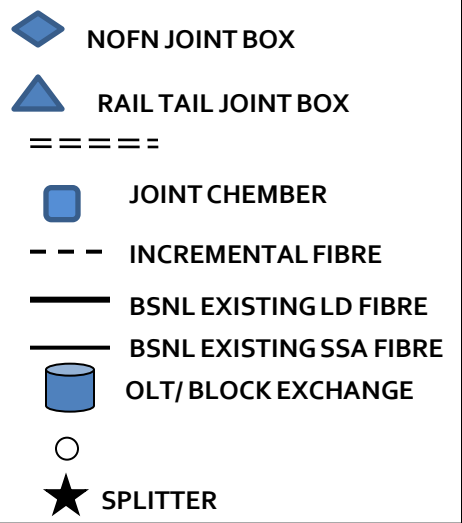 NOFN JOINT BOX
RAIL TAIL JOINT BOX
JOINT CHEMBER
INCREMENTAL FIBRE
BSNL EXISTING LD FIBRE
BSNL EXISTING SSA FIBRE
OLT/ BLOCK EXCHANGE
SPLITTER